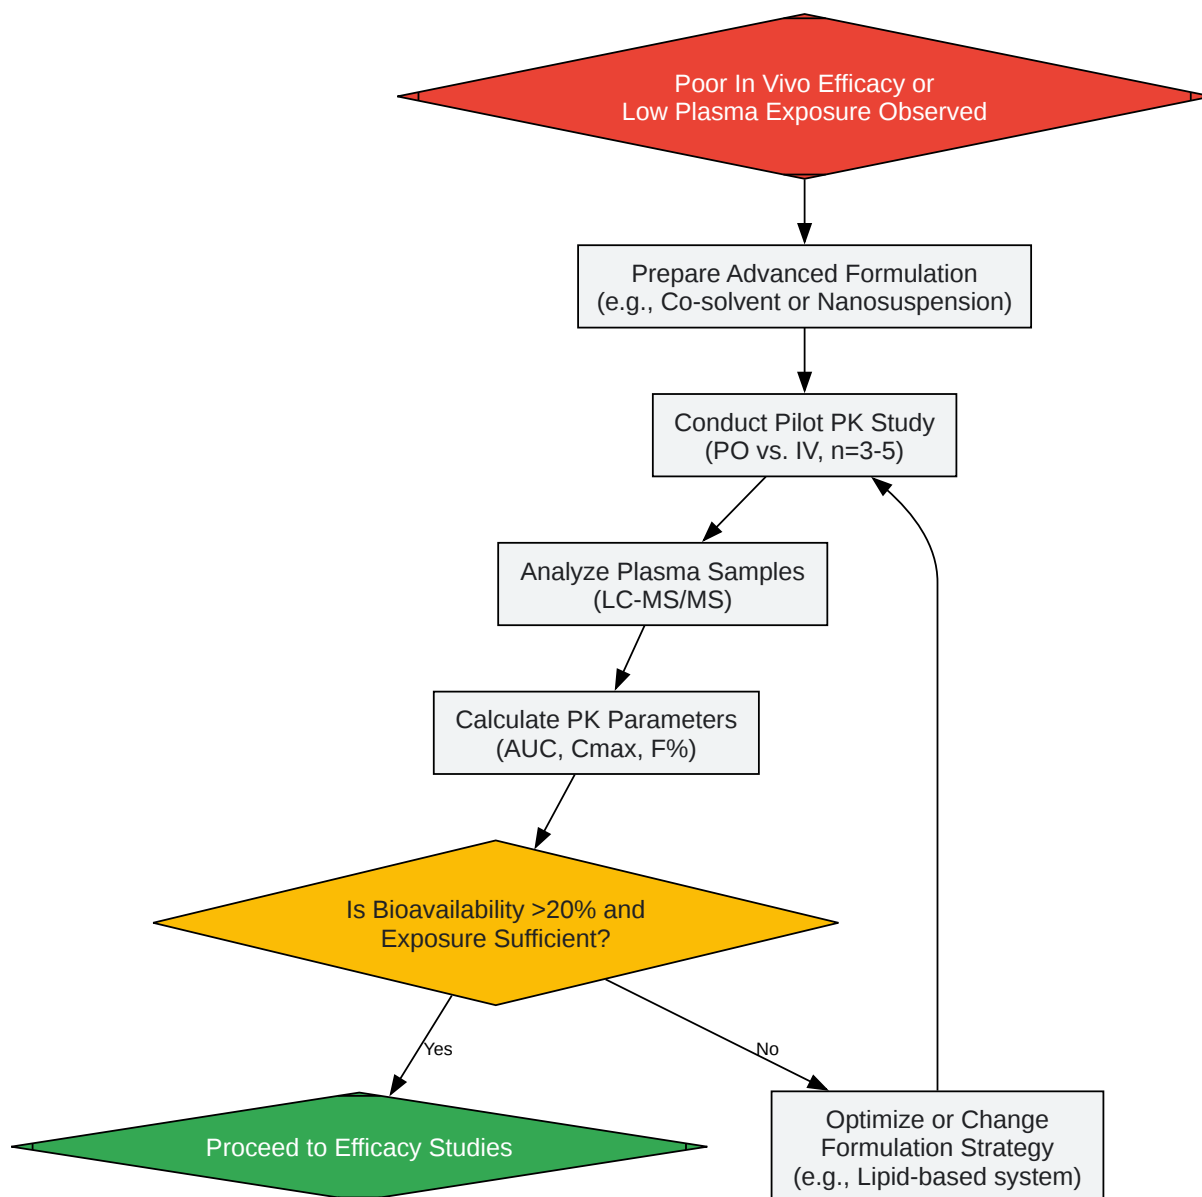 Poor In Vivo Efficacy or
Low Plasma Exposure Observed
Prepare Advanced Formulation
(e.g., Co-solvent or Nanosuspension)
Conduct Pilot PK Study
(PO vs. IV, n=3-5)
Analyze Plasma Samples
(LC-MS/MS)
Calculate PK Parameters
(AUC, Cmax, F%)
Is Bioavailability >20% and
Exposure Sufficient?
Yes
No
Proceed to Efficacy Studies
Optimize or Change
Formulation Strategy
(e.g., Lipid-based system)